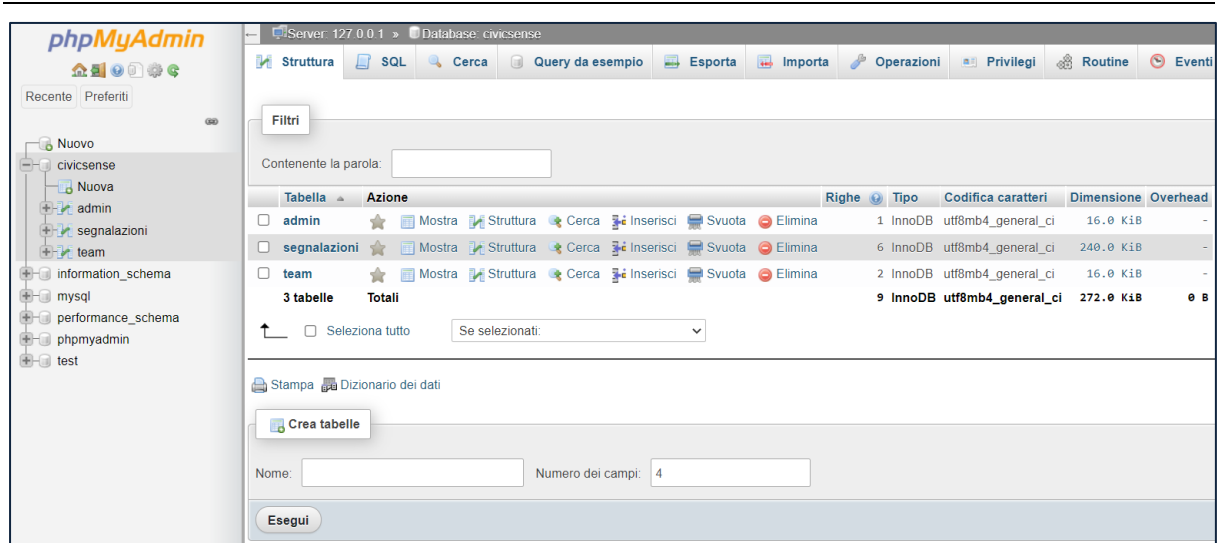 phpMyAdmin
Recente Preferiti
Nuovo
civicsense
Nuova
admin
segnalazioni
team
information_schema
mysql
performance_schema
phpmyadmin
test
Server: 127.0.0.1 » Database: civicsense
Struttura SQL Cerca Query da esempio Esporta Importa Operazioni Privilegi Routine Eventi
Filtri
Contenente la parola:
Tabella Azione Righe Tipo Codifica caratteri Dimensione Overhead
admin Mostra Struttura Cerca Inserisci Svuota Elimina 1 InnoDB utf8mb4_general_ci 16.0 KiB -
segnalazioni Mostra Struttura Cerca Inserisci Svuota Elimina 6 InnoDB utf8mb4_general_ci 240.0 KiB -
team Mostra Struttura Cerca Inserisci Svuota Elimina 2 InnoDB utf8mb4_general_ci 16.0 KiB -
3 tabelle Totali 9 InnoDB utf8mb4_general_ci 272.0 KiB 0 B
Seleziona tutto Se selezionati:
Stampa Dizionario dei dati
Crea tabelle
Nome: Numero dei campi: 4
Esegui